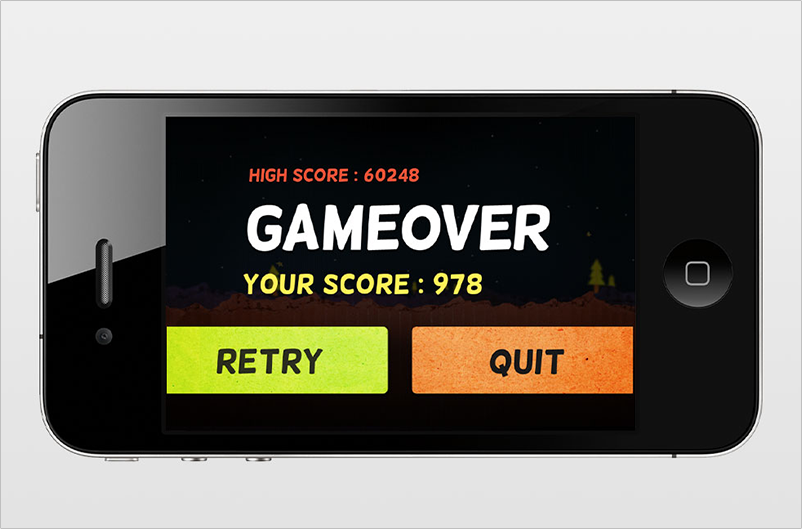 HIGH SCORE : 60248
GAMEOVER
YOUR SCORE : 978
RETRY
QUIT